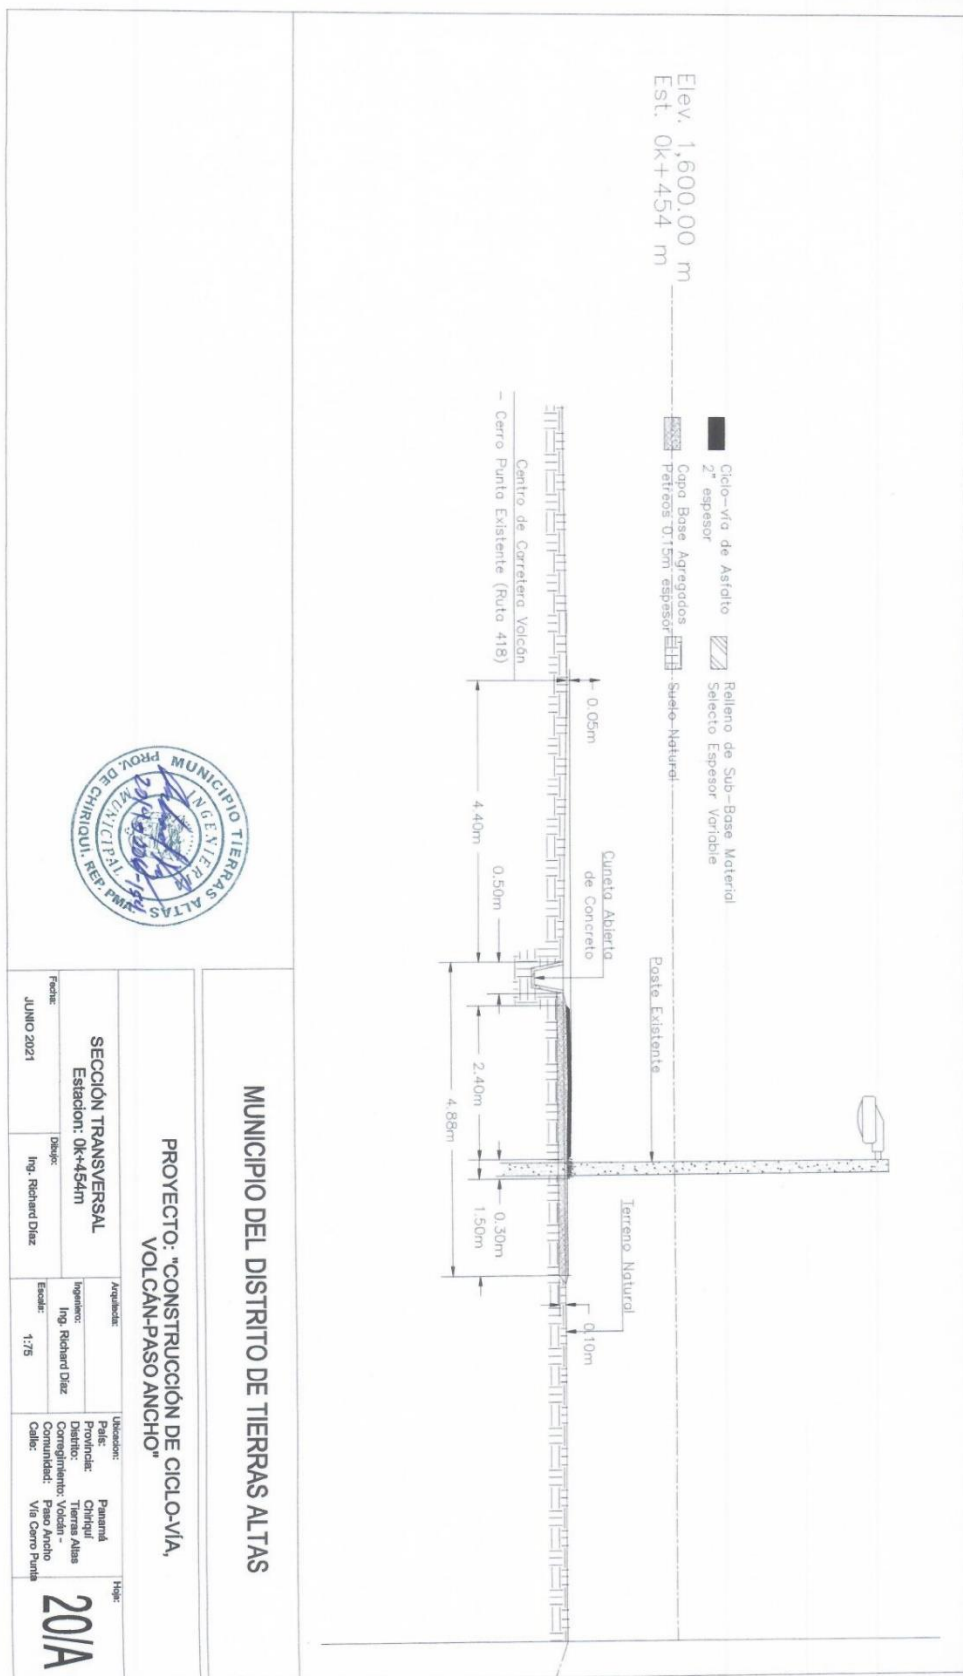 Elev. 1,600.00 m
Est. 0k+454 m
Ciclo-vía de Asfalto
2" espesor
Capa Base Agregados
Petreos 0.15m espesor
Relleno de Sub-Base Material
Selecto Espesor Variable
Suelo Natural
Poste Existente
Terreno Natural
Cuneta Abierta
de Concreto
0.05m
0.10m
Centro de Carretera Volcán
- Cerro Punta Existente (Ruta 418)
4.40m
0.50m
2.40m
0.30m
1.50m
4.88m
MUNICIPIO TIERRAS ALTAS
INGENIERIA
MUNICIPAL
PROV. DE CHIRIQUI. REP. PMA.
MUNICIPIO DEL DISTRITO DE TIERRAS ALTAS
PROYECTO: "CONSTRUCCIÓN DE CICLO-VÍA,
VOLCÁN-PASO ANCHO"
SECCIÓN TRANSVERSAL
Estacion: 0k+454m
Fecha:
JUNIO 2021
Dibujo:
Ing. Richard Díaz
Arquitecto:
Ingeniero:
Ing. Richard Díaz
Escala:
1:75
Ubicacion:
País: Panamá
Provincia: Chiriquí
Distrito: Tierras Altas
Corregimiento: Volcán -
Comunidad: Paso Ancho
Calle: Vía Cerro Punta
Hoja:
20/A